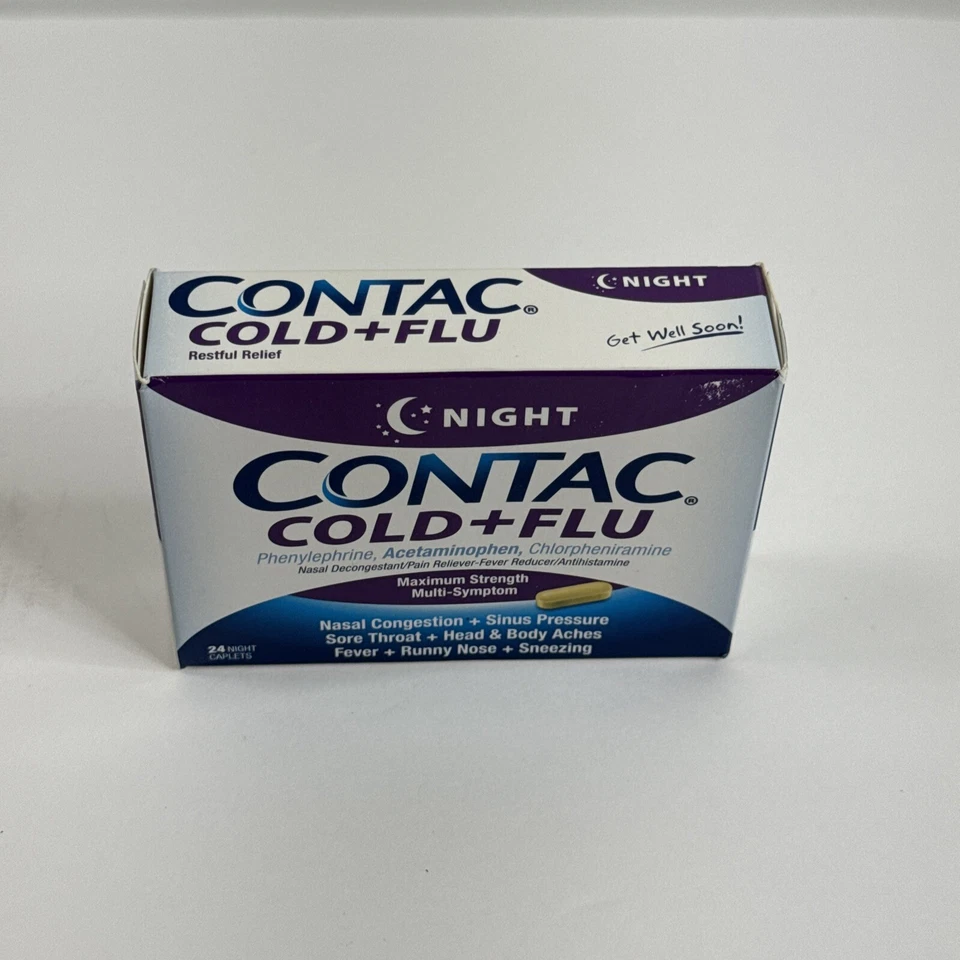 CONTAC®
COLD+FLU
Restful Relief
NIGHT
Get Well Soon!
NIGHT
CONTAC®
COLD+FLU
Phenylephrine, Acetaminophen, Chlorpheniramine
Nasal Decongestant/Pain Reliever-Fever Reducer/Antihistamine
Maximum Strength
Multi-Symptom
Nasal Congestion + Sinus Pressure
Sore Throat + Head & Body Aches
Fever + Runny Nose + Sneezing
24 NIGHT
CAPLETS